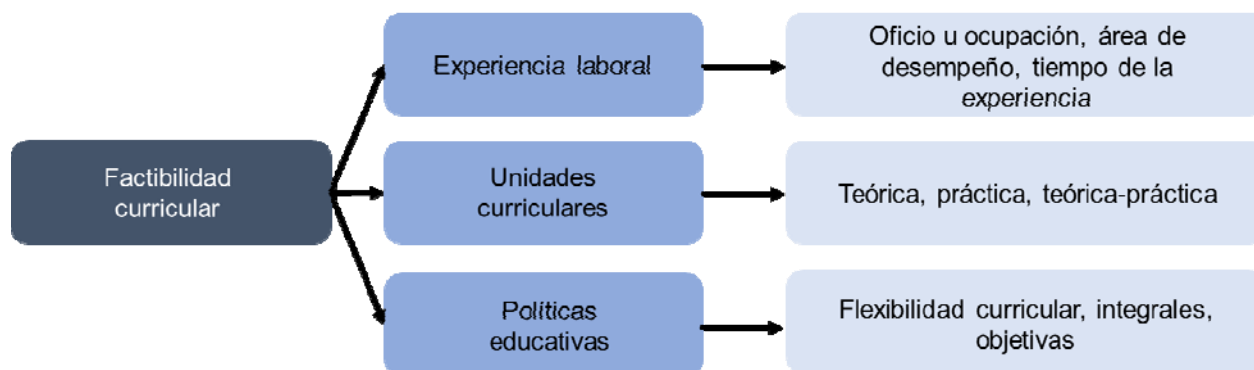 Factibilidad
curricular
Experiencia laboral
Oficio u ocupación, área de
desempeño, tiempo de la
experiencia
Unidades
curriculares
Teórica, práctica, teórica-práctica
Políticas
educativas
Flexibilidad curricular, integrales,
objetivas